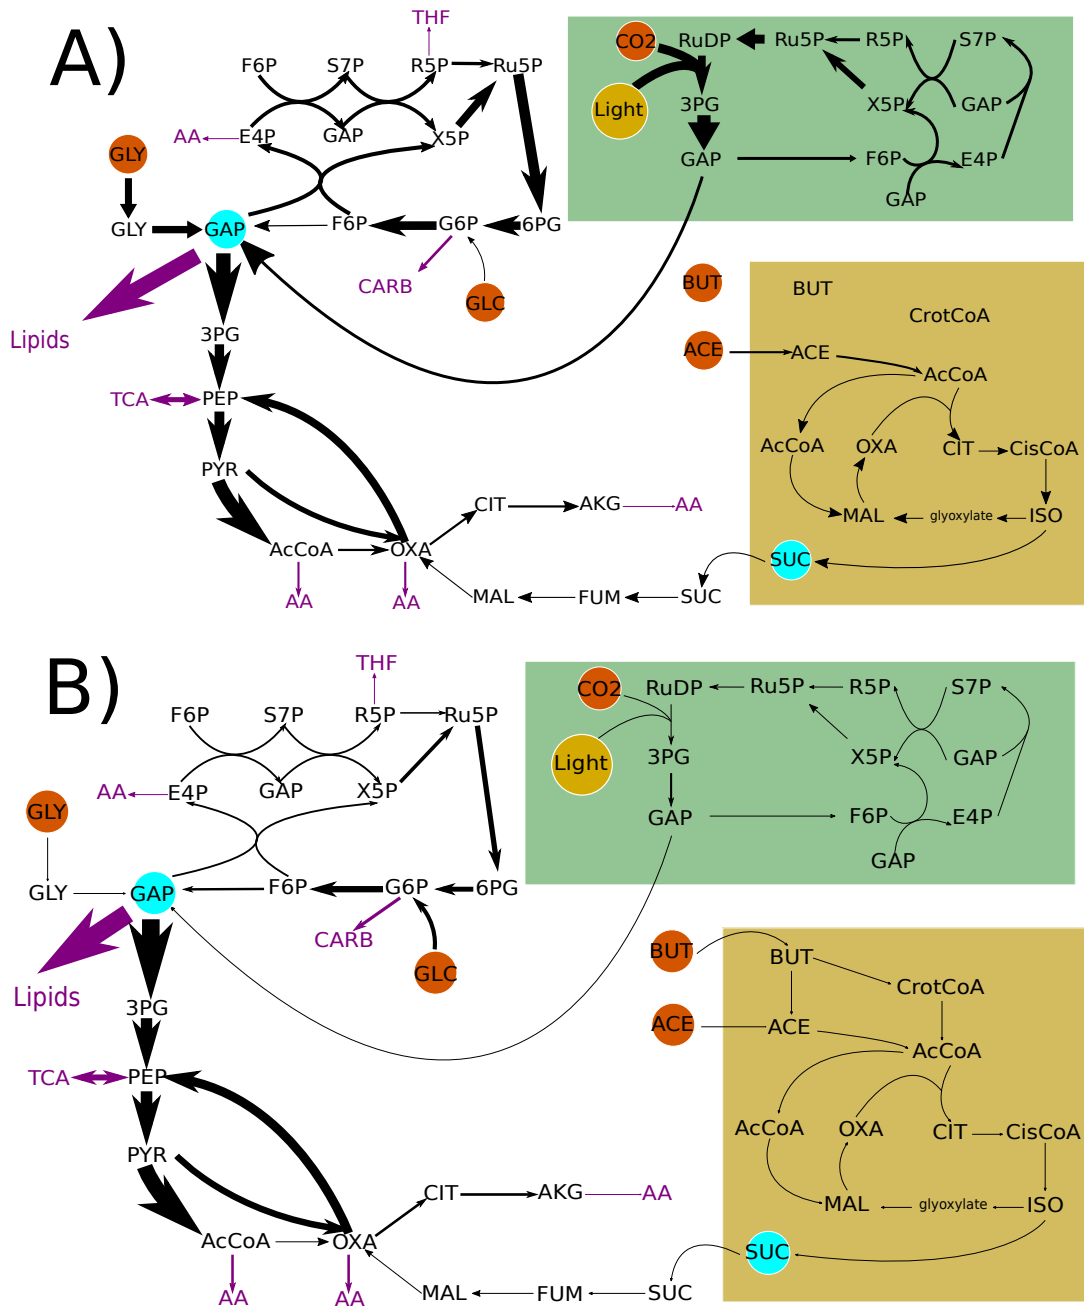 A)
THF
F6P S7P R5P Ru5P
AA E4P GAP X5P
GLY
GLY GAP F6P G6P 6PG
CARB GLC
Lipids
3PG
TCA PEP
PYR
CIT AKG AA
AcCoA OXA
AA AA
MAL FUM SUC
CO2 RuDP Ru5P R5P S7P
Light 3PG X5P GAP
GAP F6P E4P
GAP
BUT BUT
CrotCoA
ACE ACE
AcCoA
AcCoA OXA CIT CisCoA
MAL glyoxylate ISO
SUC
B)
THF
F6P S7P R5P Ru5P
AA E4P GAP X5P
GLY
GLY GAP F6P G6P 6PG
CARB
GLC
Lipids
3PG
TCA PEP
PYR
CIT AKG AA
AcCoA OXA
AA AA
MAL FUM SUC
CO2 RuDP Ru5P R5P S7P
Light 3PG X5P GAP
GAP F6P E4P
GAP
BUT BUT
CrotCoA
ACE ACE
AcCoA
AcCoA OXA CIT CisCoA
MAL glyoxylate ISO
SUC